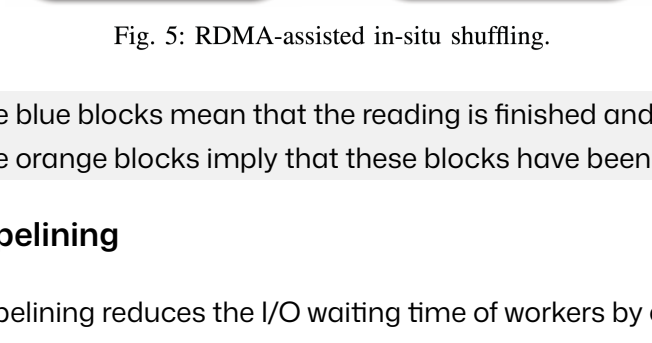 Fig. 5: RDMA-assisted in-situ shuffling.
e blue blocks mean that the reading is finished and
e orange blocks imply that these blocks have been
pelining
pelining reduces the I/O waiting time of workers by